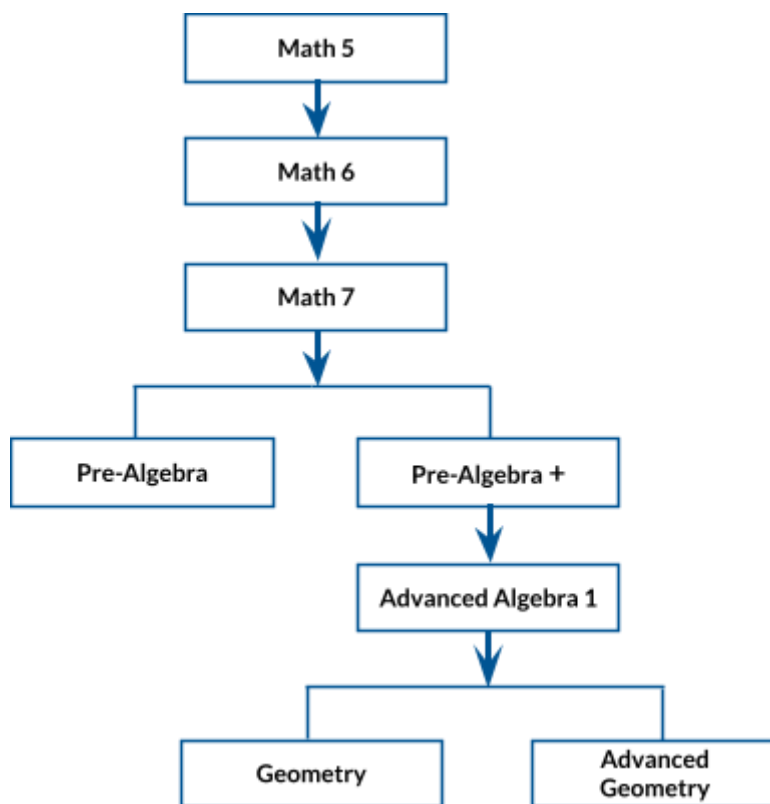 Math 5
Math 6
Math 7
Pre-Algebra
Pre-Algebra +
Advanced Algebra 1
Geometry
Advanced
Geometry